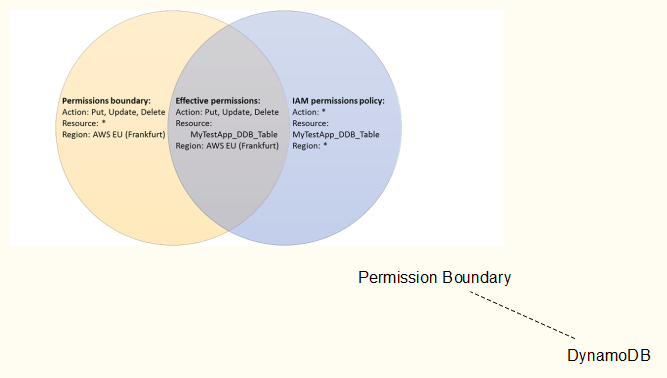 Permissions boundary:
Action: Put, Update, Delete
Resource: *
Region: AWS EU (Frankfurt)
Effective permissions:
Action: Put, Update, Delete
Resource:
MyTestApp_DDB_Table
Region: AWS EU (Frankfurt)
IAM permissions policy:
Action: *
Resource:
MyTestApp_DDB_Table
Region: *
Permission Boundary
DynamoDB